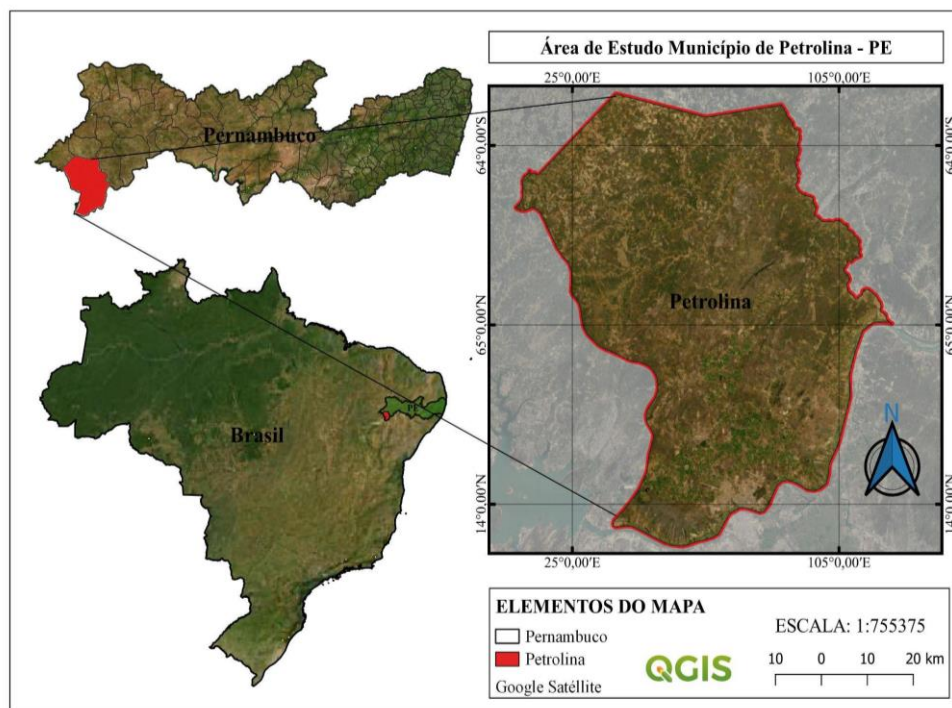 Área de Estudo Município de Petrolina - PE
25°0,00′E
105°0,00′E
64°0,00′S
64°0,00′S
65°0,00′N
65°0,00′N
14°0,00′N
14°0,00′N
25°0,00′E
105°0,00′E
Pernambuco
Petrolina
N
PE
Brasil
ELEMENTOS DO MAPA
Pernambuco
Petrolina
Google Satéllite
QGIS
ESCALA: 1:755375
10 0 10 20 km